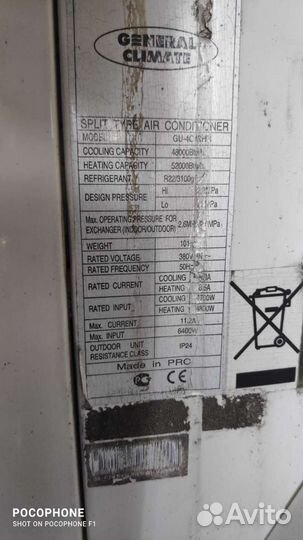 GENERAL
CLIMATE
SPLIT TYPE AIR CONDITIONER
COOLING CAPACITY 48000Btu/h
HEATING CAPACITY 52000Btu/h
REFRIGERANT R22/3100g
DESIGN PRESSURE Hi
Lo
Max. OPERATING PRESSURE FOR
EXCHANGER (INDOOR/OUTDOOR)
WEIGHT
RATED VOLTAGE 380V
RATED FREQUENCY 50Hz
RATED CURRENT COOLING
HEATING
RATED INPUT COOLING
HEATING
Max. CURRENT 11.2A
Max. INPUT 6400W
OUTDOOR UNIT
RESISTANCE CLASS IP24
Made in PRC
CE
POCOPHONE
SHOT ON POCOPHONE F1
Avito